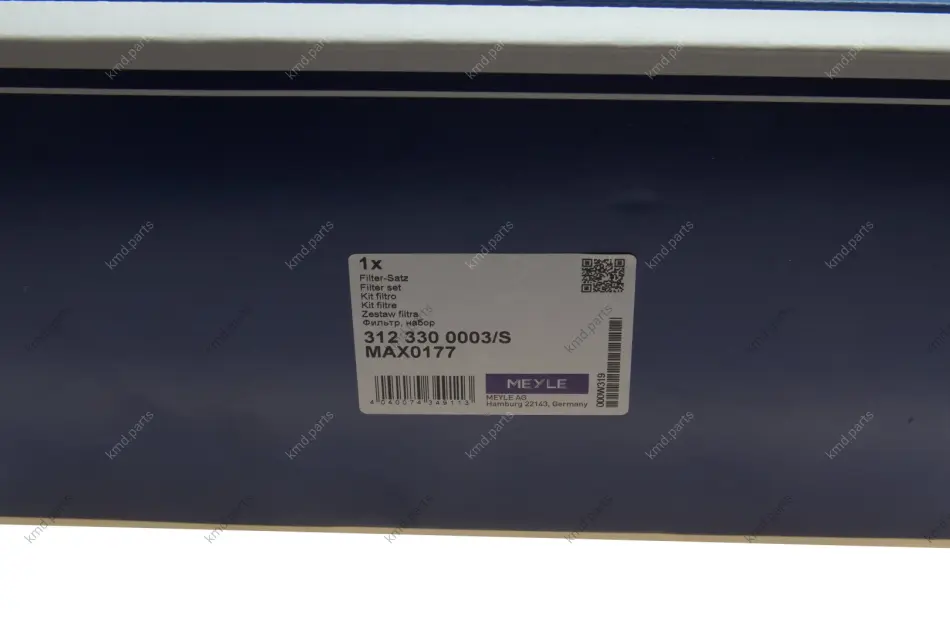 1x
Filter-Satz
Filter set
Kit filtro
Kit filtre
Zestaw filtra
Фильтр, набор
312 330 0003/S
MAX0177
MEYLE
MEYLE AG
Hamburg 22143, Germany
000W319
kmd.parts